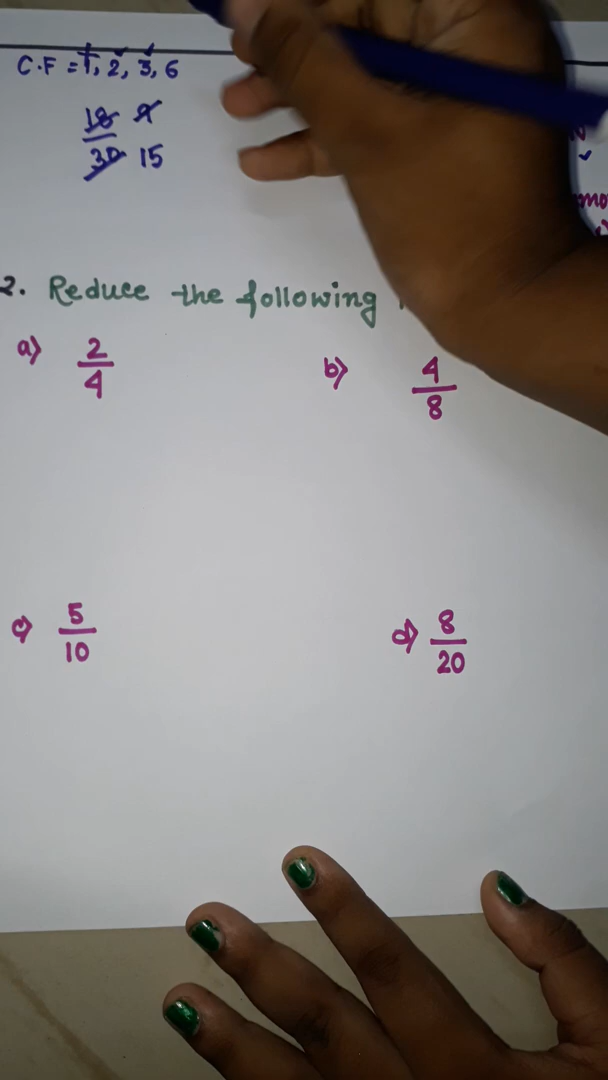 C.F = 1, 2, 3, 6
18 9
30 15
2. Reduce the following
a) 2/4
b) 4/8
c) 5/10
d) 8/20